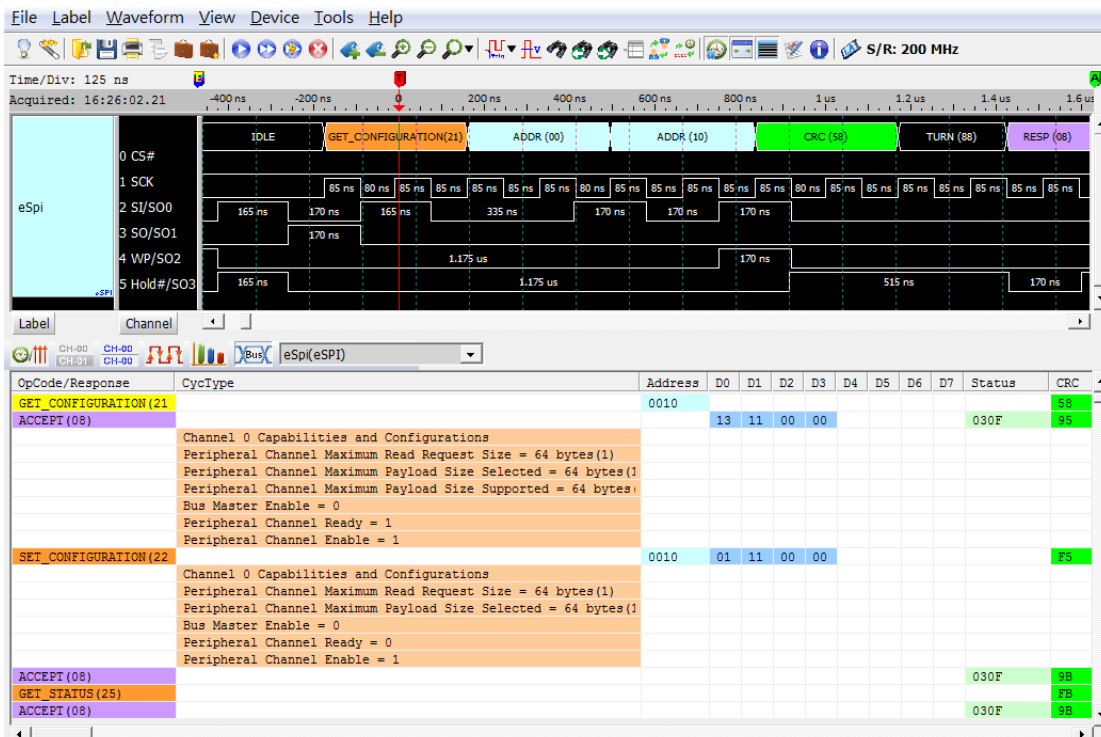 File Label Waveform View Device Tools Help
S/R: 200 MHz
Time/Div: 125 ns
Acquired: 16:26:02.21 -400 ns -200 ns 0 200 ns 400 ns 600 ns 800 ns 1 us 1.2 us 1.4 us 1.6 us
IDLE GET_CONFIGURATION(21) ADDR (00) ADDR (10) CRC (58) TURN (88) RESP (08)
0 CS#
1 SCK 85 ns 80 ns 85 ns 85 ns 85 ns 85 ns 85 ns 80 ns 85 ns 85 ns 85 ns 85 ns 85 ns 80 ns 85 ns 85 ns 85 ns 85 ns 85 ns 85 ns 85 ns
eSpi 2 SI/SO0 165 ns 170 ns 165 ns 335 ns 170 ns 170 ns 170 ns
3 SO/SO1 170 ns
4 WP/SO2 1.175 us 170 ns
5 Hold#/SO3 165 ns 1.175 us 515 ns 170 ns
eSPI
Label Channel
CH-00 CH-01 CH-00 CH-00 Bus eSpi(eSPI)
OpCode/Response CycType Address D0 D1 D2 D3 D4 D5 D6 D7 Status CRC
GET_CONFIGURATION(21 0010 58
ACCEPT(08) 13 11 00 00 030F 95
Channel 0 Capabilities and Configurations
Peripheral Channel Maximum Read Request Size = 64 bytes(1)
Peripheral Channel Maximum Payload Size Selected = 64 bytes(1
Peripheral Channel Maximum Payload Size Supported = 64 bytes(
Bus Master Enable = 0
Peripheral Channel Ready = 1
Peripheral Channel Enable = 1
SET_CONFIGURATION(22 0010 01 11 00 00 F5
Channel 0 Capabilities and Configurations
Peripheral Channel Maximum Read Request Size = 64 bytes(1)
Peripheral Channel Maximum Payload Size Selected = 64 bytes(1
Bus Master Enable = 0
Peripheral Channel Ready = 0
Peripheral Channel Enable = 1
ACCEPT(08) 030F 9B
GET_STATUS(25) FB
ACCEPT(08) 030F 9B